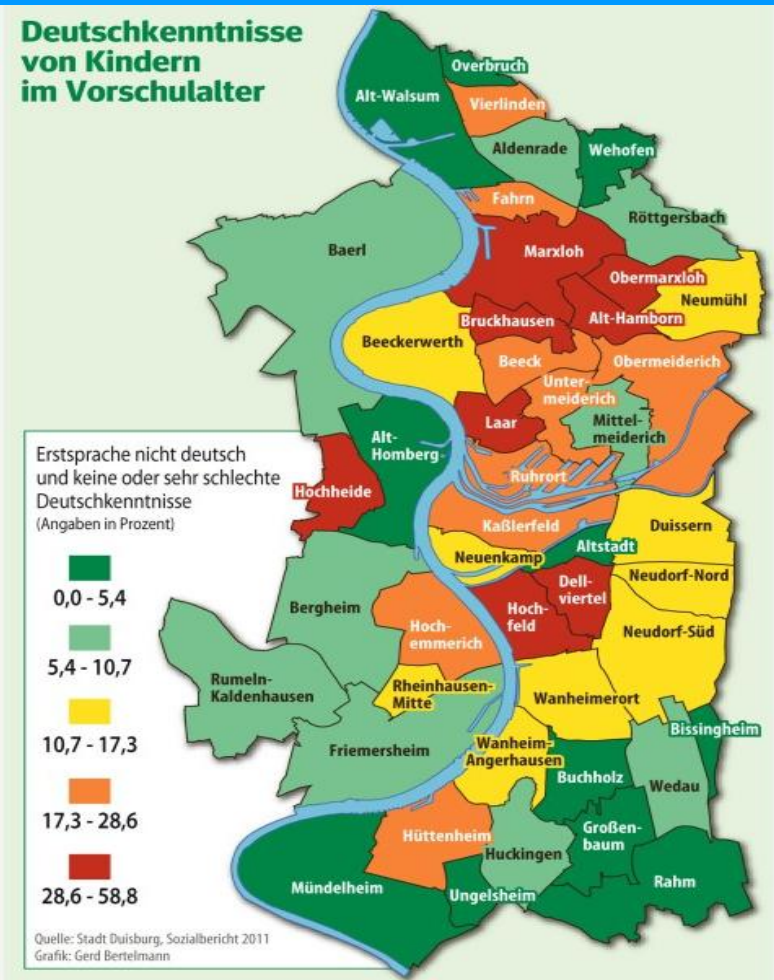 Deutschkenntnisse
von Kindern
im Vorschulalter
Overbruch
Alt-Walsum
Vierlinden
Aldenrade
Wehofen
Fahrn
Röttgersbach
Baerl
Marxloh
Obermarxloh
Neumühl
Bruckhausen
Alt-Hamborn
Beeckerwerth
Beeck
Obermeiderich
Unter-
meiderich
Laar
Mittel-
meiderich
Alt-
Homberg
Ruhrort
Hochheide
Kaßlerfeld
Duissern
Neuenkamp
Altstadt
Neudorf-Nord
Dell-
viertel
Bergheim
Hoch-
feld
Hoch-
emmerich
Neudorf-Süd
Rumeln-
Kaldenhausen
Rheinhausen-
Mitte
Wanheimerort
Bissingheim
Friemersheim
Wanheim-
Angerhausen
Buchholz
Wedau
Hüttenheim
Großen-
baum
Huckingen
Mündelheim
Ungelsheim
Rahm
Erstsprache nicht deutsch
und keine oder sehr schlechte
Deutschkenntnisse
(Angaben in Prozent)
0,0 - 5,4
5,4 - 10,7
10,7 - 17,3
17,3 - 28,6
28,6 - 58,8
Quelle: Stadt Duisburg, Sozialbericht 2011
Grafik: Gerd Bertelmann